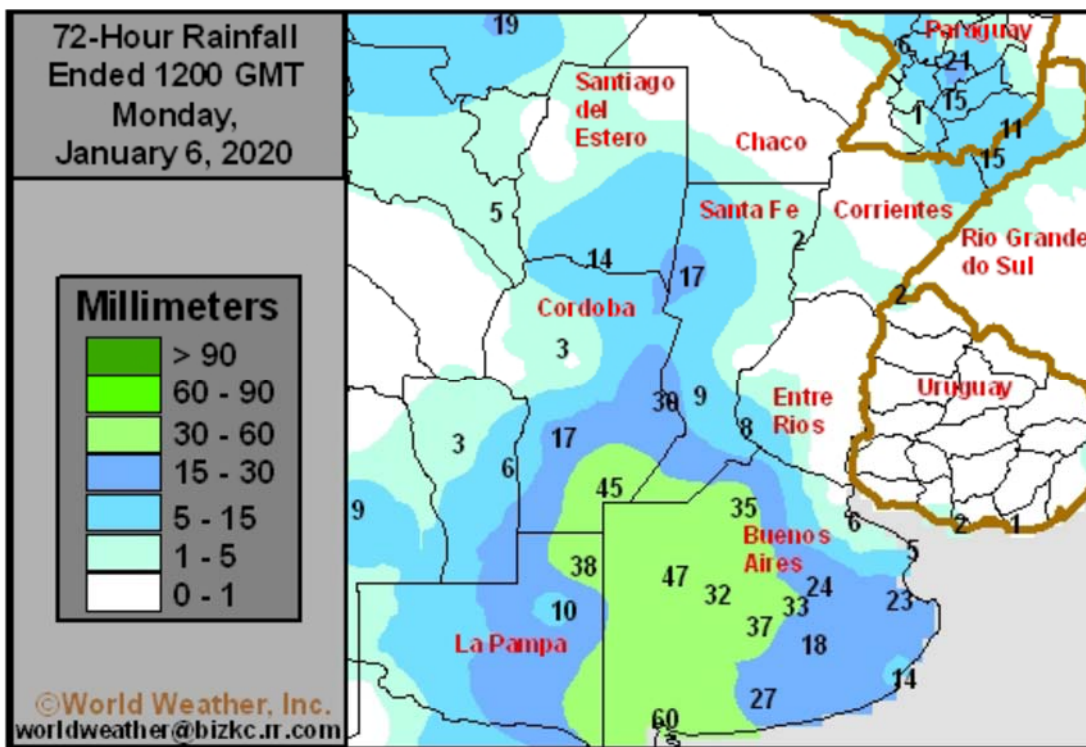 72-Hour Rainfall
Ended 1200 GMT
Monday,
January 6, 2020
Millimeters
> 90
60 - 90
30 - 60
15 - 30
5 - 15
1 - 5
0 - 1
©World Weather, Inc.
worldweather@bizkc.rr.com
19
Paraguay
6
21
Santiago
del
Estero
15
1
11
Chaco
15
5
Santa Fe
Corrientes
2
Rio Grande
do Sul
14
17
2
Cordoba
3
Uruguay
9
Entre
Rios
8
3
17
6
45
9
35
6
2
1
Buenos
Aires
5
38
47
24
32
33
23
10
37
La Pampa
18
14
27
60